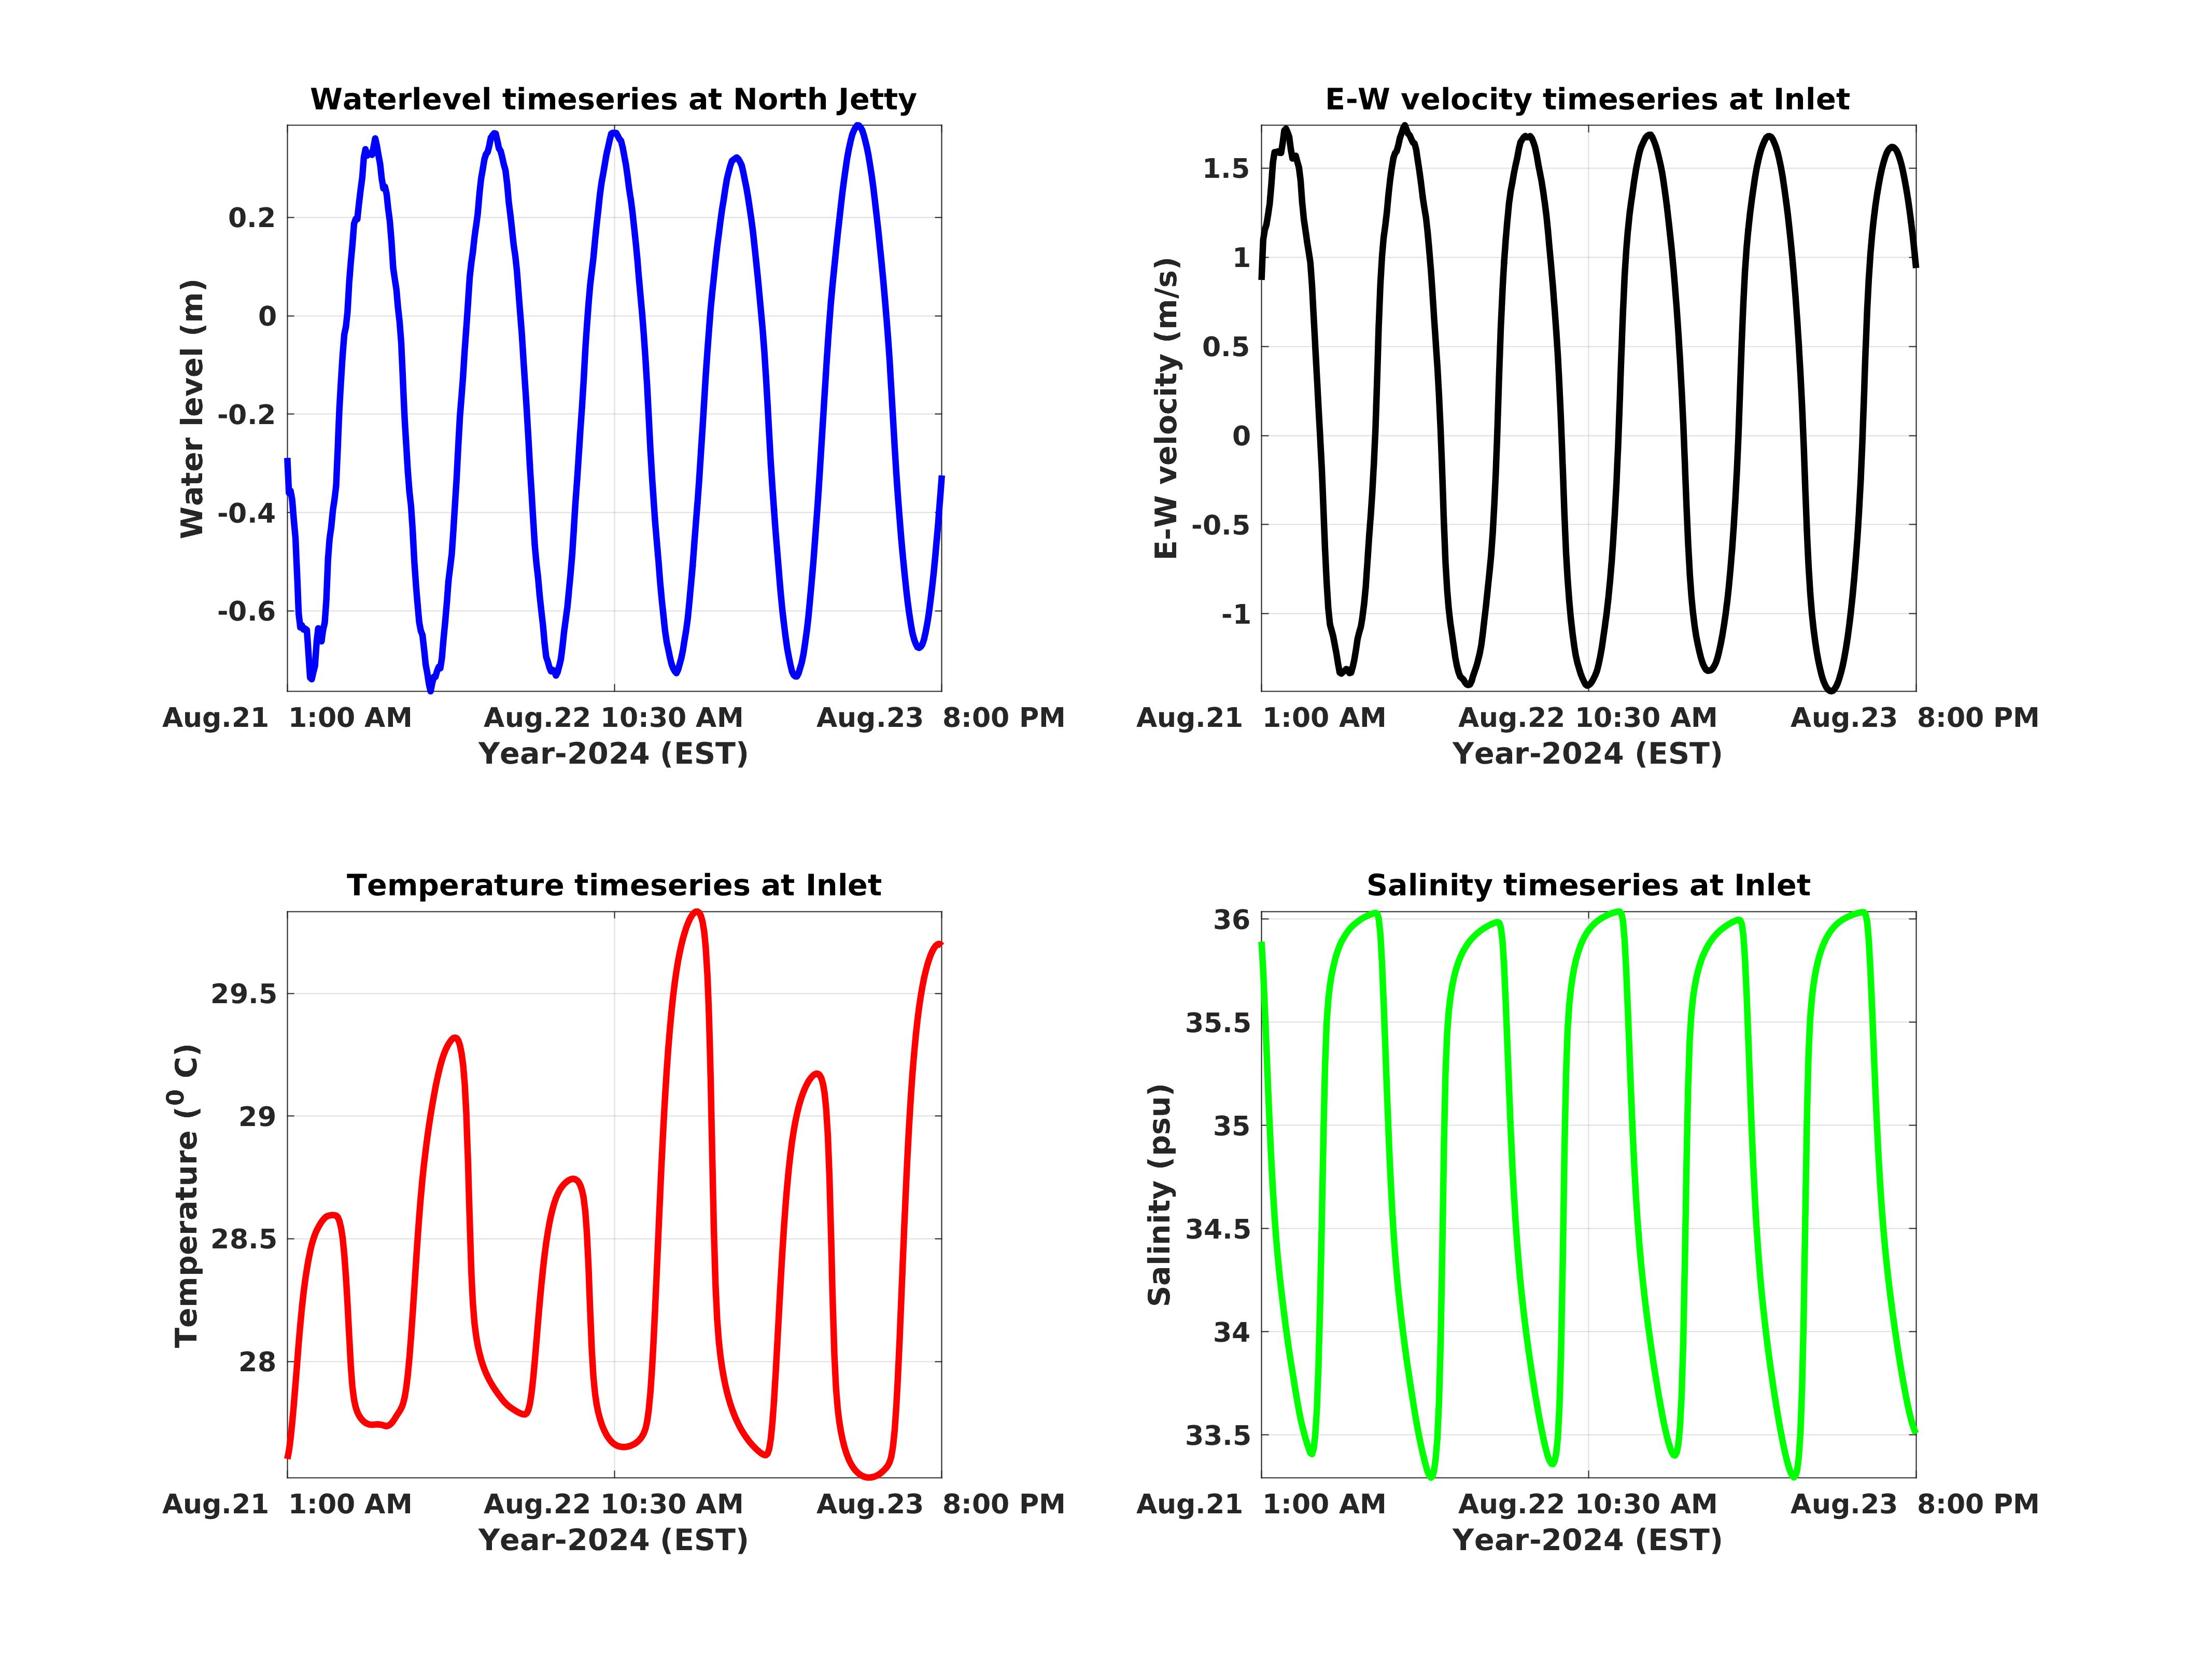 Waterlevel timeseries at North Jetty
Water level (m)
0.2
0
-0.2
-0.4
-0.6
Aug.21 1:00 AM
Aug.22 10:30 AM
Aug.23 8:00 PM
Year-2024 (EST)
E-W velocity timeseries at Inlet
E-W velocity (m/s)
1.5
1
0.5
0
-0.5
-1
Aug.21 1:00 AM
Aug.22 10:30 AM
Aug.23 8:00 PM
Year-2024 (EST)
Temperature timeseries at Inlet
Temperature (⁰ C)
29.5
29
28.5
28
Aug.21 1:00 AM
Aug.22 10:30 AM
Aug.23 8:00 PM
Year-2024 (EST)
Salinity timeseries at Inlet
Salinity (psu)
36
35.5
35
34.5
34
33.5
Aug.21 1:00 AM
Aug.22 10:30 AM
Aug.23 8:00 PM
Year-2024 (EST)